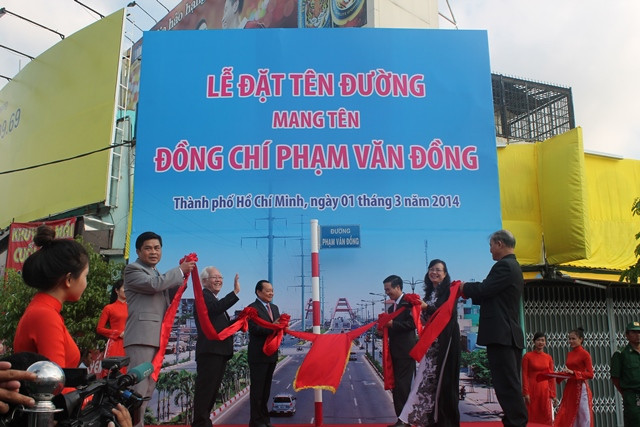 LỄ ĐẶT TÊN ĐƯỜNG
MANG TÊN
ĐỒNG CHÍ PHẠM VĂN ĐỒNG
Thành phố Hồ Chí Minh, ngày 01 tháng 3 năm 2014
ĐƯỜNG
PHẠM VĂN ĐỒNG